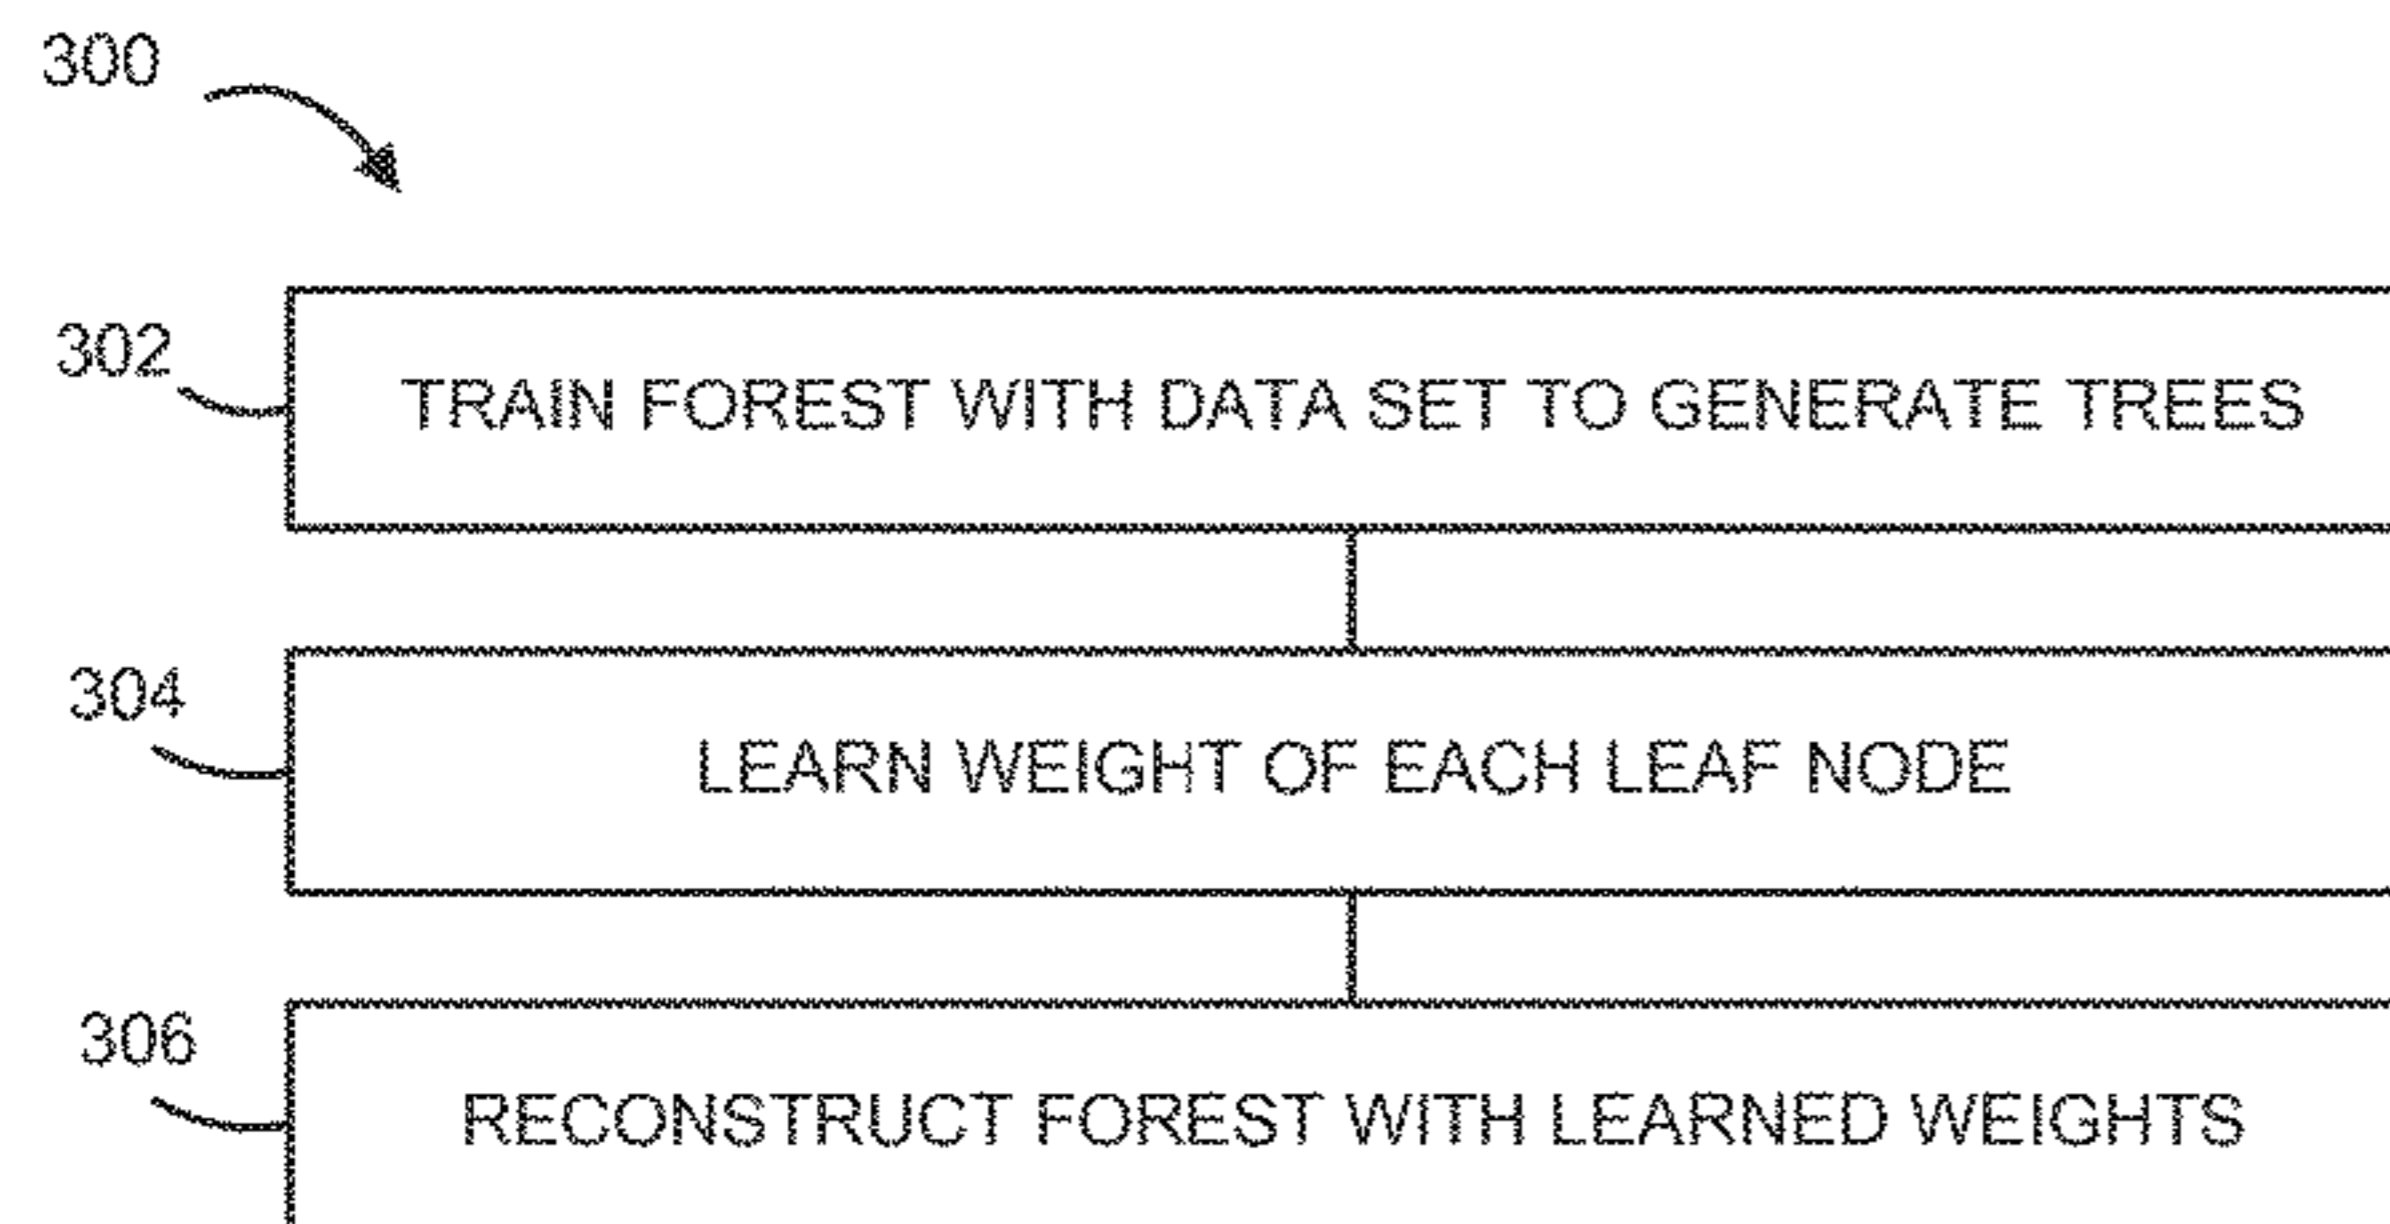 300
302
TRAIN FOREST WITH DATA SET TO GENERATE TREES
304
LEARN WEIGHT OF EACH LEAF NODE
306
RECONSTRUCT FOREST WITH LEARNED WEIGHTS